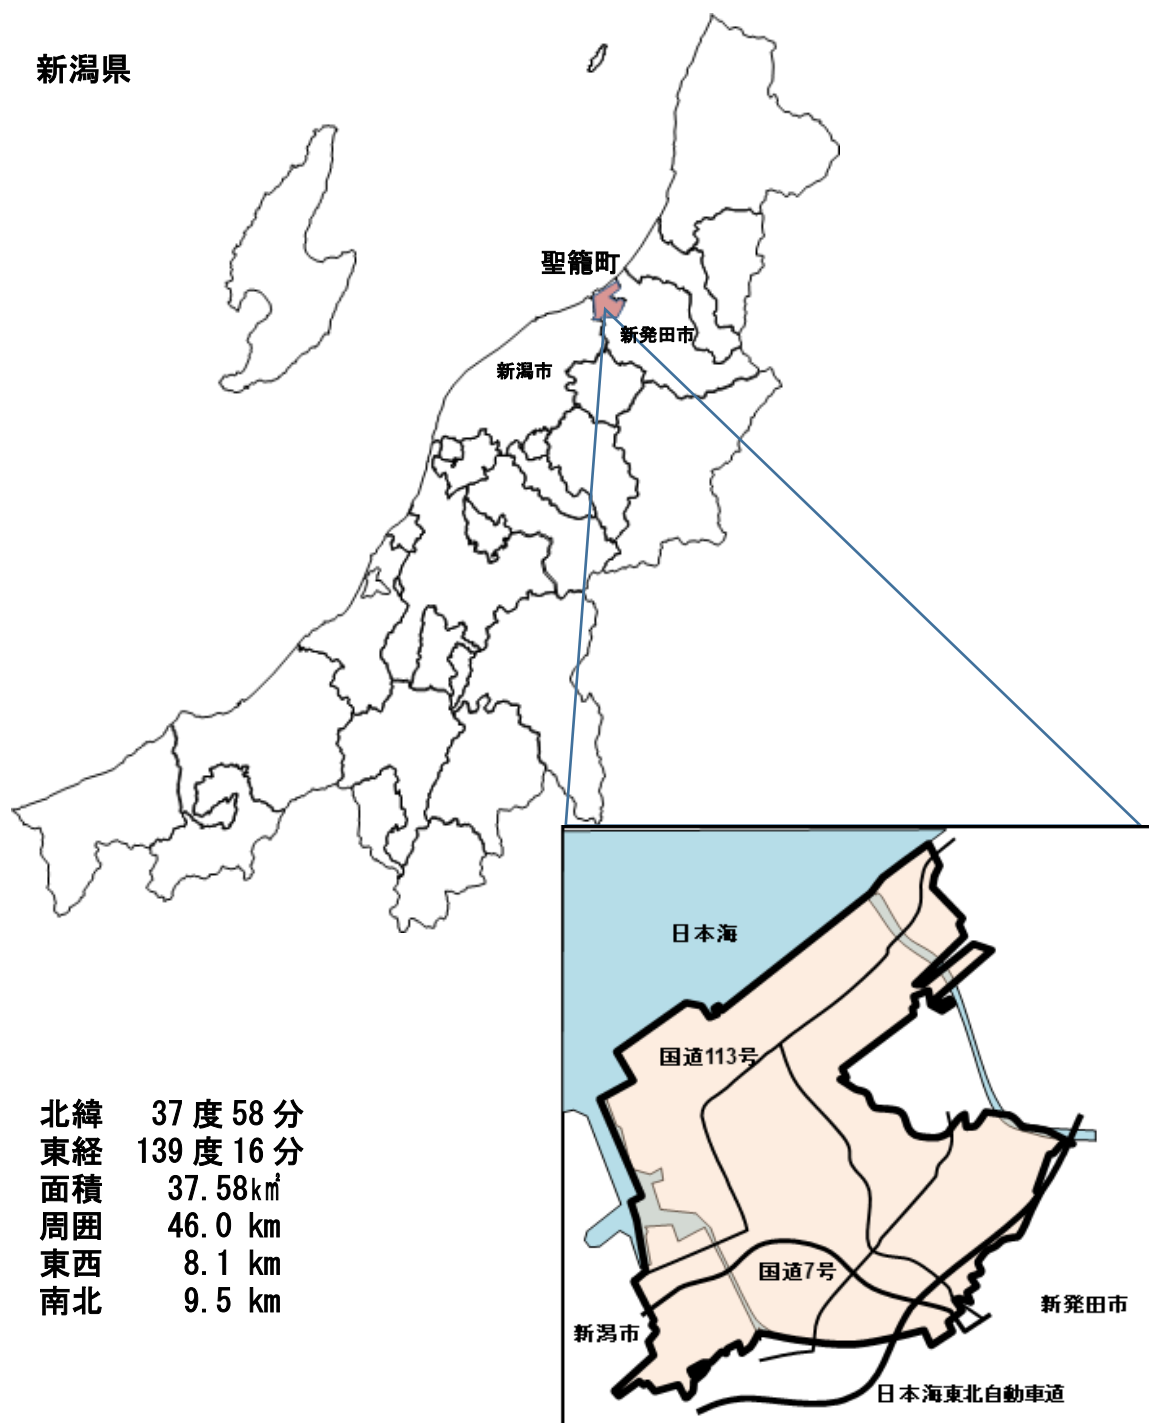 新潟県
聖籠町
新発田市
新潟市
日本海
国道113号
国道7号
新発田市
新潟市
日本海東北自動車道
北緯 37度58分
東経 139度16分
面積 37.58k㎡
周囲 46.0 km
東西 8.1 km
南北 9.5 km